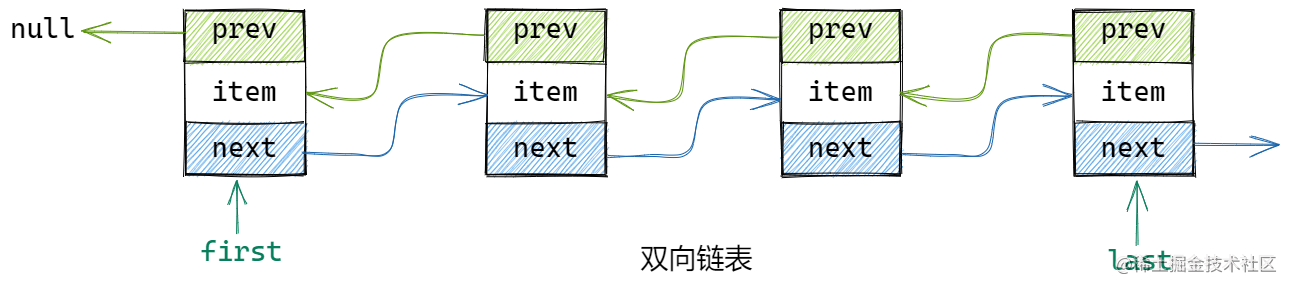 null prev prev prev prev
item item item item
next next next next
first 双向链表 last
@稀土掘金技术社区